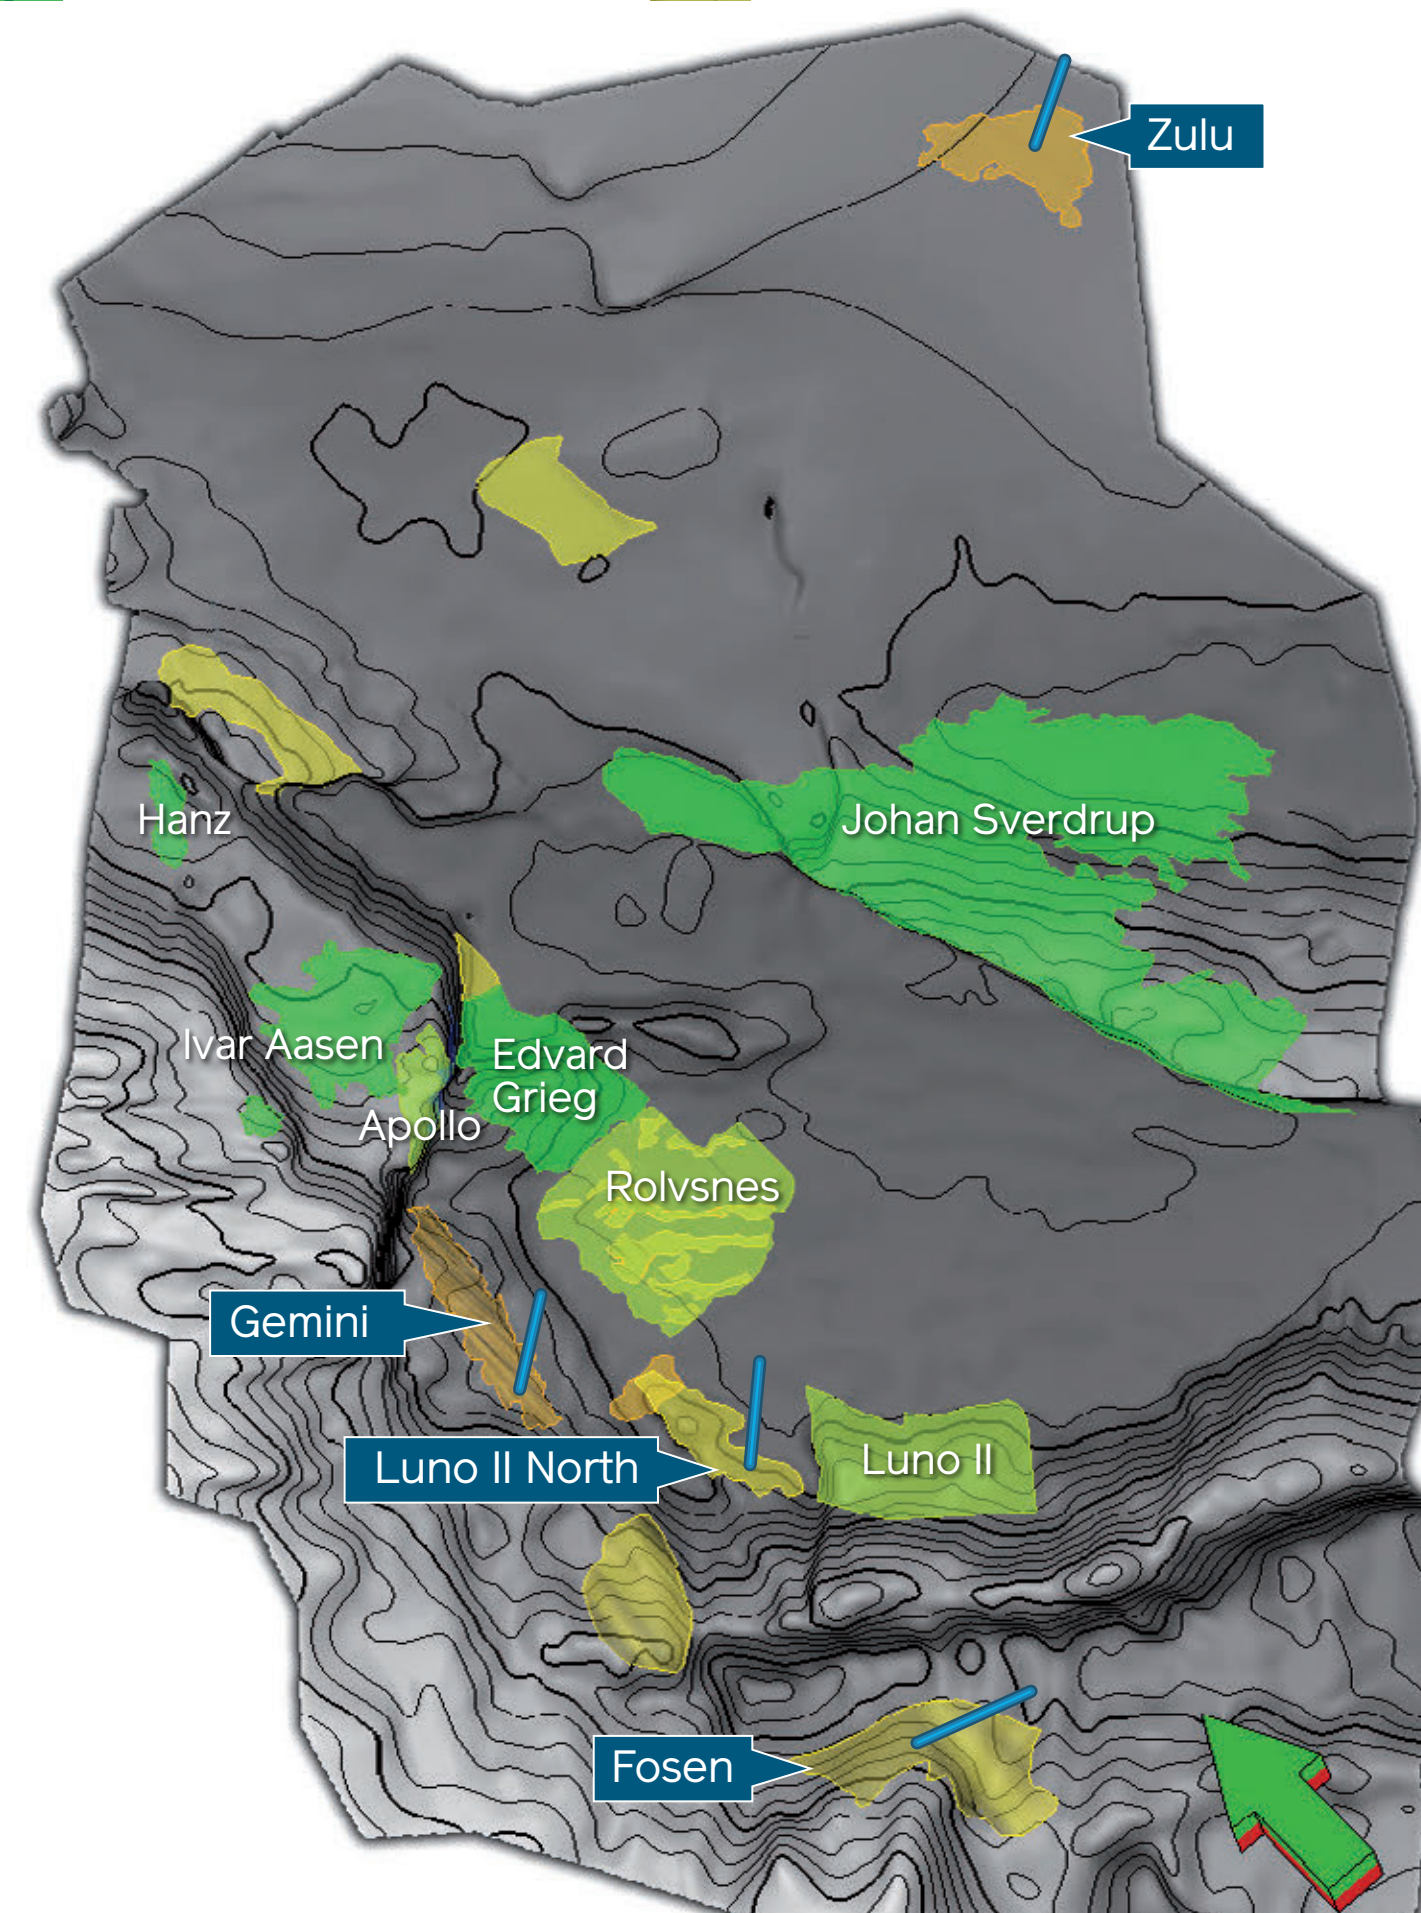 Zulu
Hanz
Johan Sverdrup
Ivar Aasen
Edvard
Grieg
Apollo
Rolvsnes
Gemini
Luno II North
Luno II
Fosen